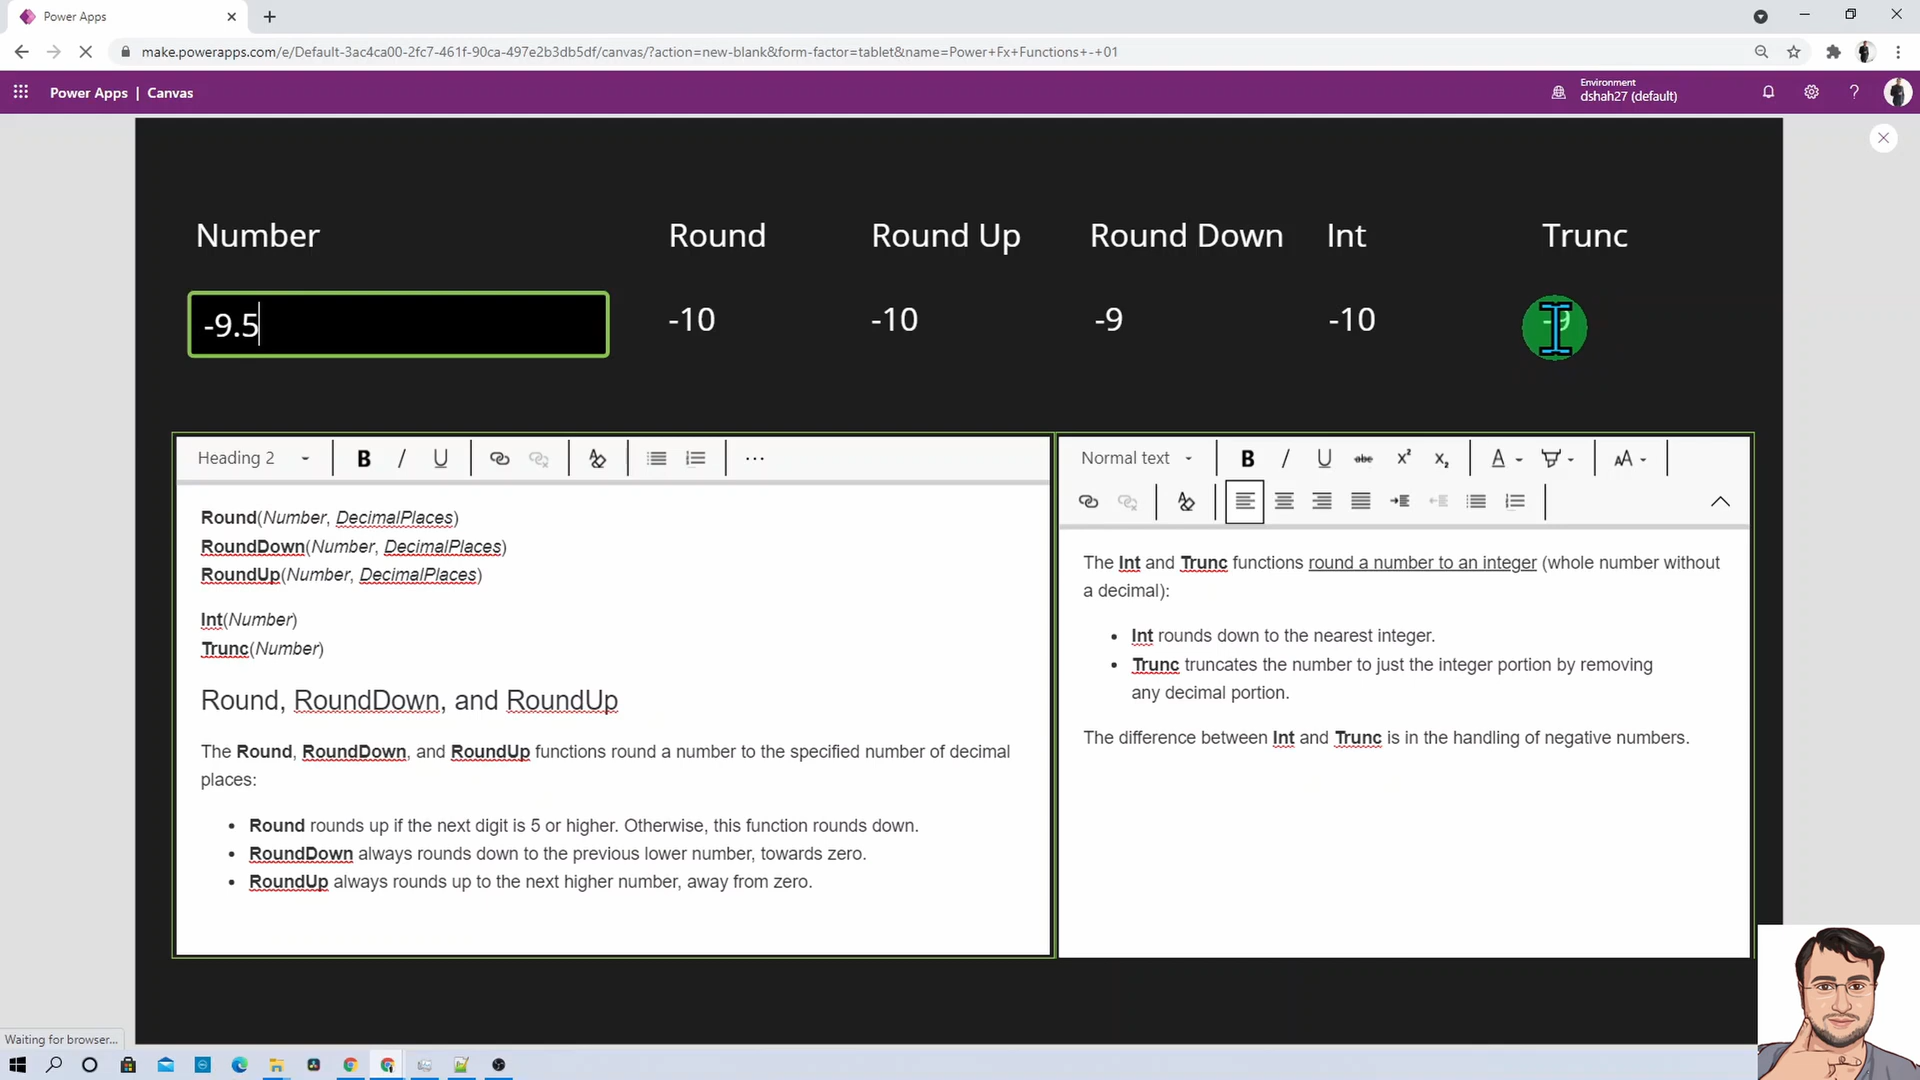 Power Apps
make.powerapps.com/e/Default-3ac4ca00-2fc7-461f-90ca-497e2b3db5df/canvas/?action=new-blank&form-factor=tablet&name=Power+Fx+Functions+-+01
Power Apps | Canvas
Environment
dshah27 (default)
Number Round Round Up Round Down Int Trunc
-9.5 -10 -10 -9 -10 -9
Heading 2
Normal text
Round(Number, DecimalPlaces)
RoundDown(Number, DecimalPlaces)
RoundUp(Number, DecimalPlaces)
Int(Number)
Trunc(Number)
Round, RoundDown, and RoundUp
The Round, RoundDown, and RoundUp functions round a number to the specified number of decimal
places:
• Round rounds up if the next digit is 5 or higher. Otherwise, this function rounds down.
• RoundDown always rounds down to the previous lower number, towards zero.
• RoundUp always rounds up to the next higher number, away from zero.
The Int and Trunc functions round a number to an integer (whole number without
a decimal):
• Int rounds down to the nearest integer.
• Trunc truncates the number to just the integer portion by removing
any decimal portion.
The difference between Int and Trunc is in the handling of negative numbers.
Waiting for browser...